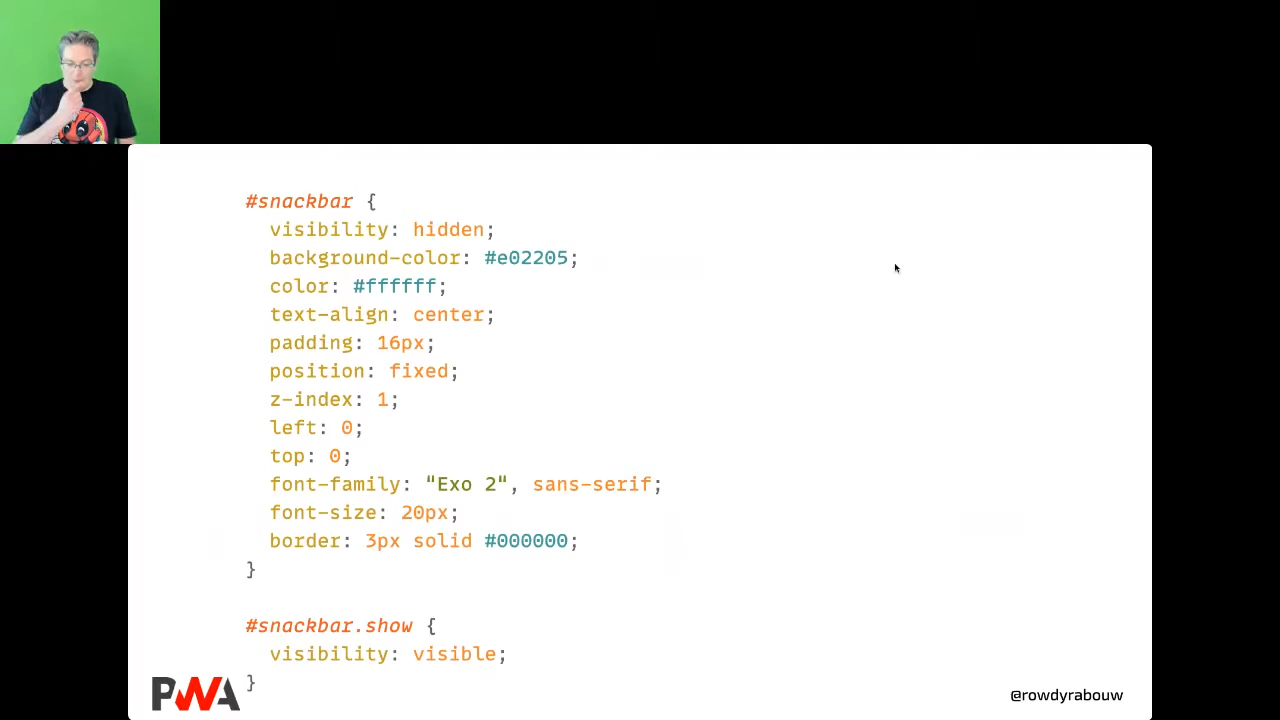 #snackbar {
  visibility: hidden;
  background-color: #e02205;
  color: #ffffff;
  text-align: center;
  padding: 16px;
  position: fixed;
  z-index: 1;
  left: 0;
  top: 0;
  font-family: "Exo 2", sans-serif;
  font-size: 20px;
  border: 3px solid #000000;
}
#snackbar.show {
  visibility: visible;
}
PWA
@rowdyrabouw